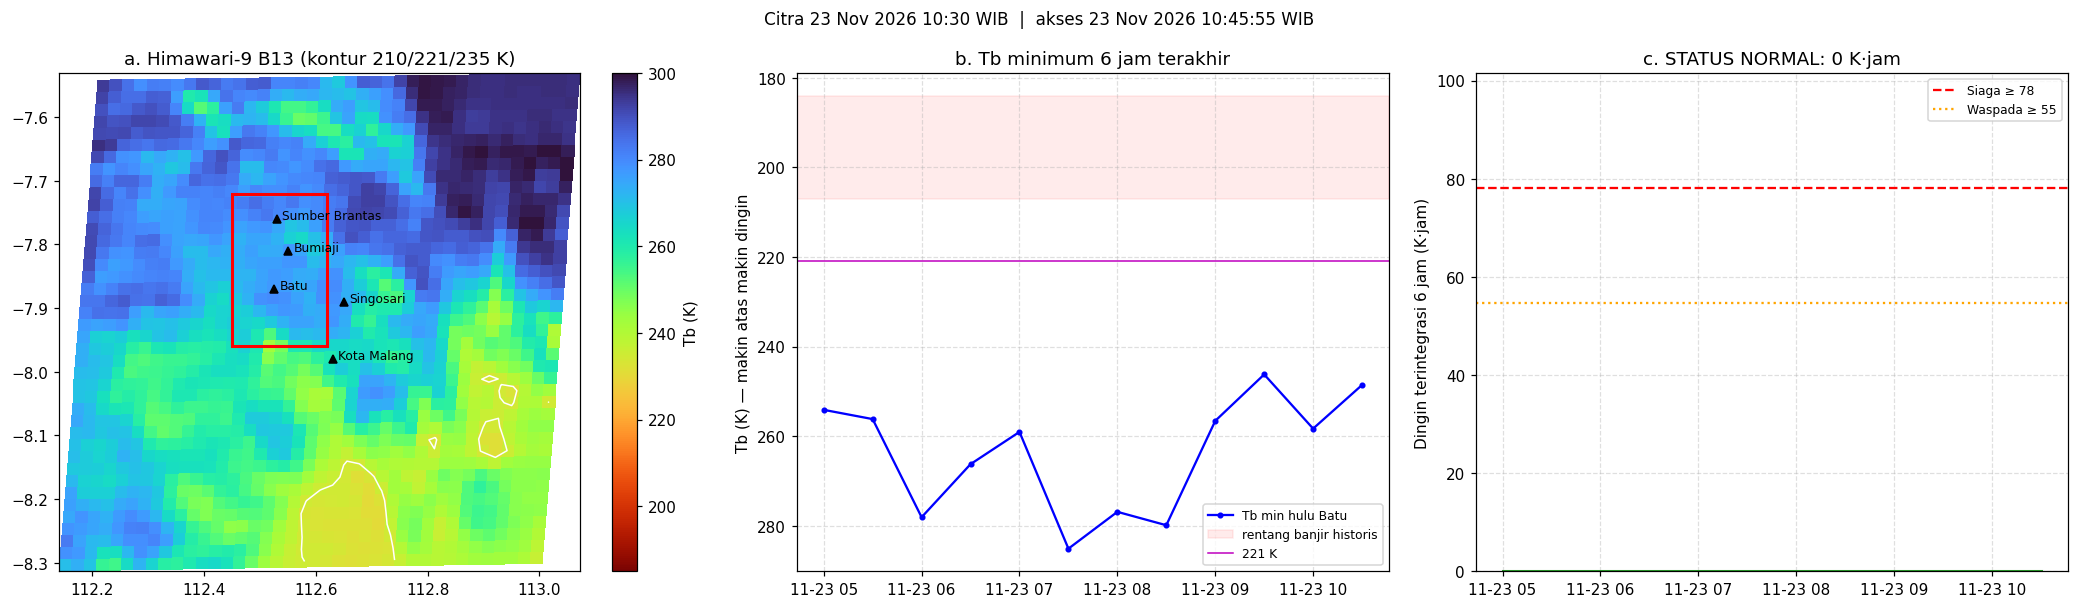 Citra 23 Nov 2026 10:30 WIB | akses 23 Nov 2026 10:45:55 WIB
a. Himawari-9 B13 (kontur 210/221/235 K)
−7.6
−7.7
−7.8
−7.9
−8.0
−8.1
−8.2
−8.3
112.2
112.4
112.6
112.8
113.0
Sumber Brantas
Bumiaji
Batu
Singosari
Kota Malang
300
280
260
240
220
200
Tb (K)
b. Tb minimum 6 jam terakhir
Tb (K) — makin atas makin dingin
180
200
220
240
260
280
11-23 05
11-23 06
11-23 07
11-23 08
11-23 09
11-23 10
Tb min hulu Batu
rentang banjir historis
221 K
c. STATUS NORMAL: 0 K·jam
Dingin terintegrasi 6 jam (K·jam)
100
80
60
40
20
0
11-23 05
11-23 06
11-23 07
11-23 08
11-23 09
11-23 10
Siaga ≥ 78
Waspada ≥ 55